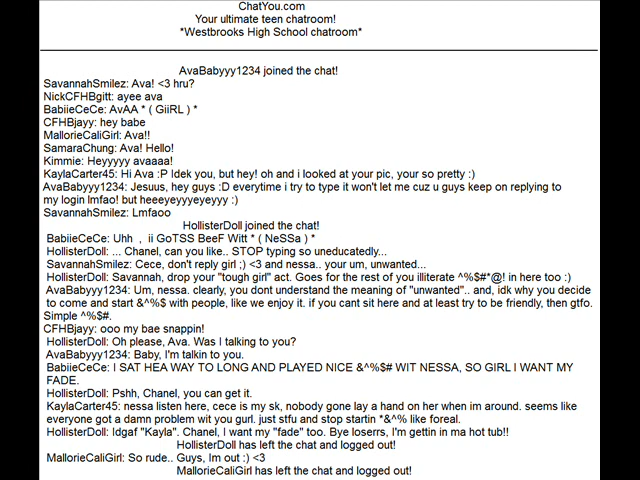 ChatYou.com
Your ultimate teen chatroom!
*Westbrooks High School chatroom*
AvaBabyyy1234 joined the chat!
SavannahSmilez: Ava! <3 hru?
NickCFHBgitt: ayee ava
BabiieCeCe: AvAA * ( GiiRL ) *
CFHBjayy: hey babe
MallorieCaliGirl: Ava!!
SamaraChung: Ava! Hello!
Kimmie: Heyyyyy avaaaa!
KaylaCarter45: Hi Ava :P Idek you, but hey! oh and i looked at your pic, your so pretty :)
AvaBabyyy1234: Jesuus, hey guys :D everytime i try to type it won't let me cuz u guys keep on replying to
my login lmfao! but heeeyeyyyeyeyyy :)
SavannahSmilez: Lmfaoo
HollisterDoll joined the chat!
BabiieCeCe: Uhh , ii GoTSS BeeF Witt * ( NeSSa ) *
HollisterDoll: ... Chanel, can you like.. STOP typing so uneducatedly...
SavannahSmilez: Cece, don't reply girl ;) <3 and nessa.. your um, unwanted...
HollisterDoll: Savannah, drop your "tough girl" act. Goes for the rest of you illiterate ^%$#*@! in here too :)
AvaBabyyy1234: Um, nessa. clearly, you dont understand the meaning of "unwanted".. and, idk why you decide
to come and start &^%$ with people, like we enjoy it. if you cant sit here and at least try to be friendly, then gtfo.
Simple ^%$#.
CFHBjayy: ooo my bae snappin!
HollisterDoll: Oh please, Ava. Was I talking to you?
AvaBabyyy1234: Baby, I'm talkin to you.
BabiieCeCe: I SAT HEA WAY TO LONG AND PLAYED NICE &^%$# WIT NESSA, SO GIRL I WANT MY
FADE.
HollisterDoll: Pshh, Chanel, you can get it.
KaylaCarter45: nessa listen here, cece is my sk, nobody gone lay a hand on her when im around. seems like
everyone got a damn problem wit you gurl. just stfu and stop startin *&^% like foreal.
HollisterDoll: Idgaf "Kayla". Chanel, I want my "fade" too. Bye loserrs, I'm gettin in ma hot tub!!
HollisterDoll has left the chat and logged out!
MallorieCaliGirl: So rude.. Guys, Im out :) <3
MallorieCaliGirl has left the chat and logged out!